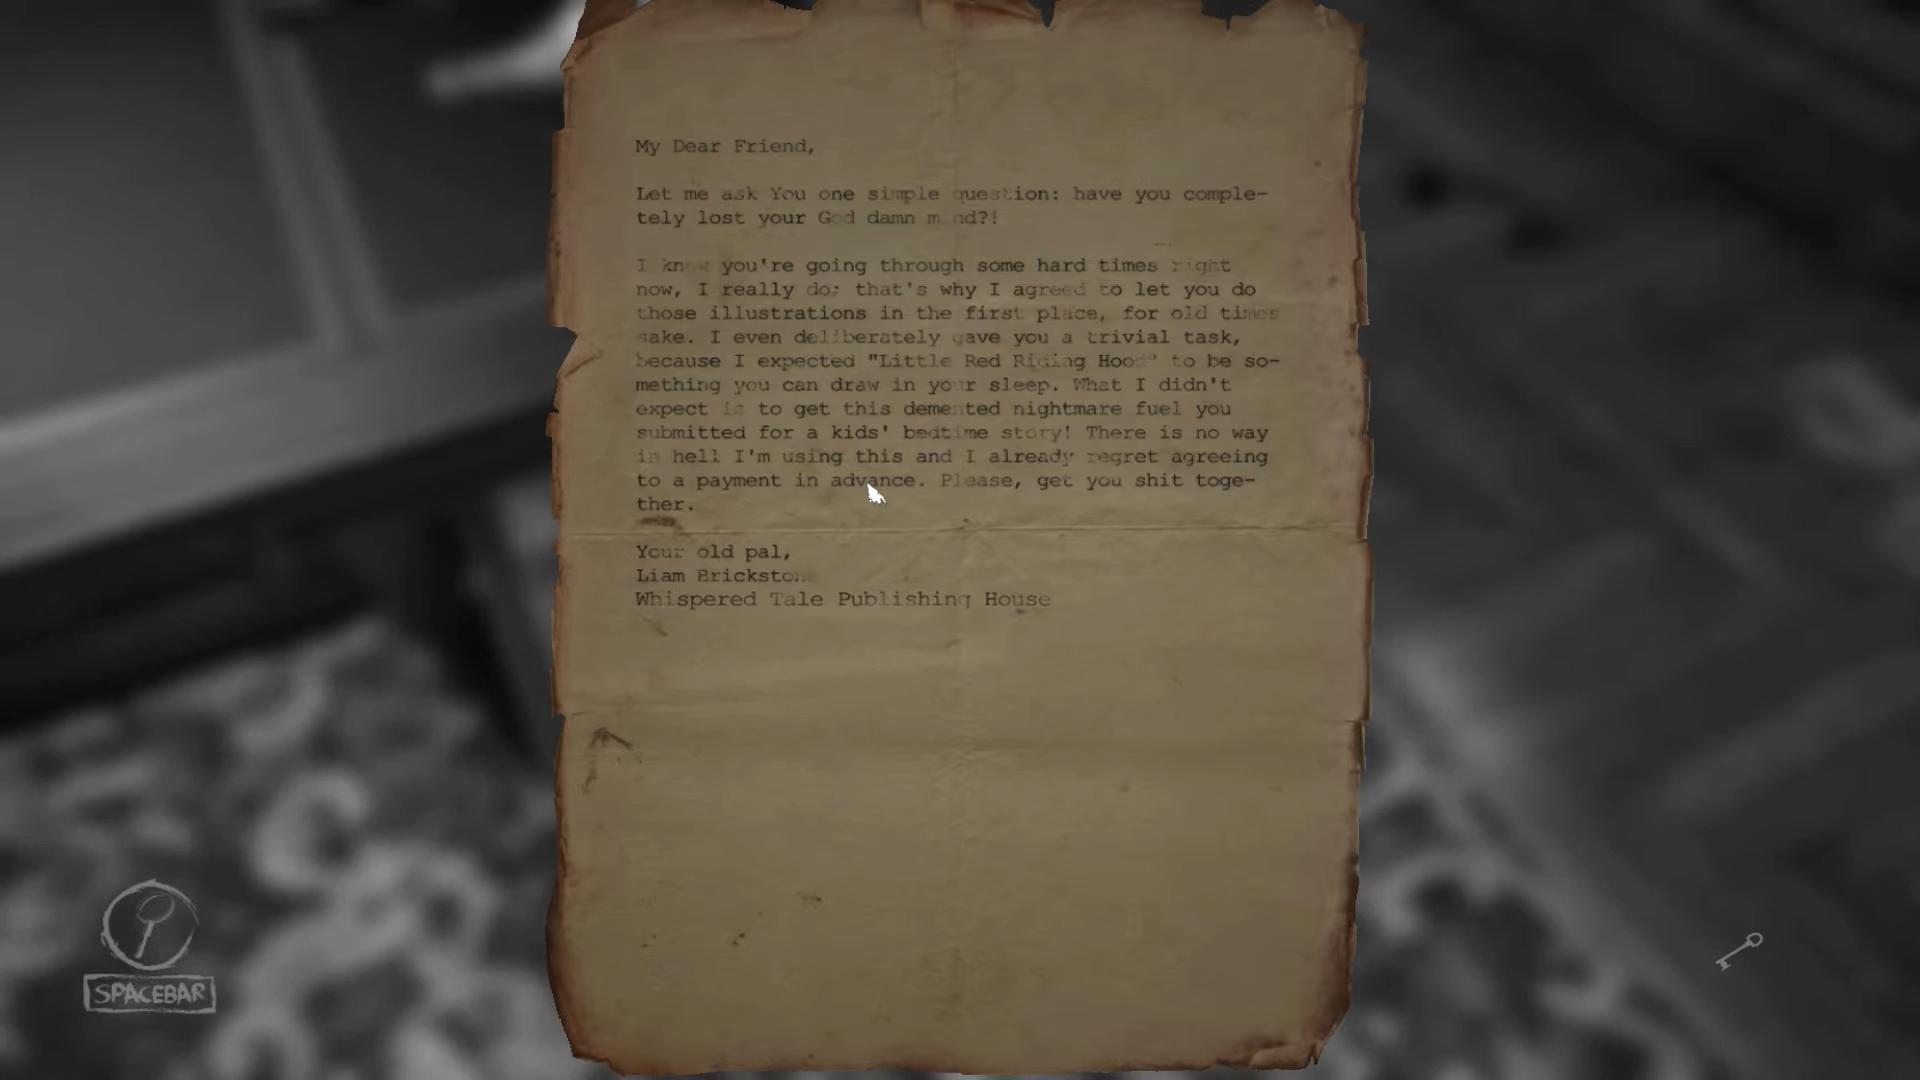 My Dear Friend,
Let me ask You one simple question: have you comple-
tely lost your God damn mind?!
I know you're going through some hard times right
now, I really do; that's why I agreed to let you do
those illustrations in the first place, for old times
sake. I even deliberately gave you a trivial task,
because I expected "Little Red Riding Hood" to be so-
mething you can draw in your sleep. What I didn't
expect is to get this demented nightmare fuel you
submitted for a kids' bedtime story! There is no way
in hell I'm using this and I already regret agreeing
to a payment in advance. Please, get you shit toge-
ther.
Your old pal,
Liam Brickstone
Whispered Tale Publishing House
SPACEBAR